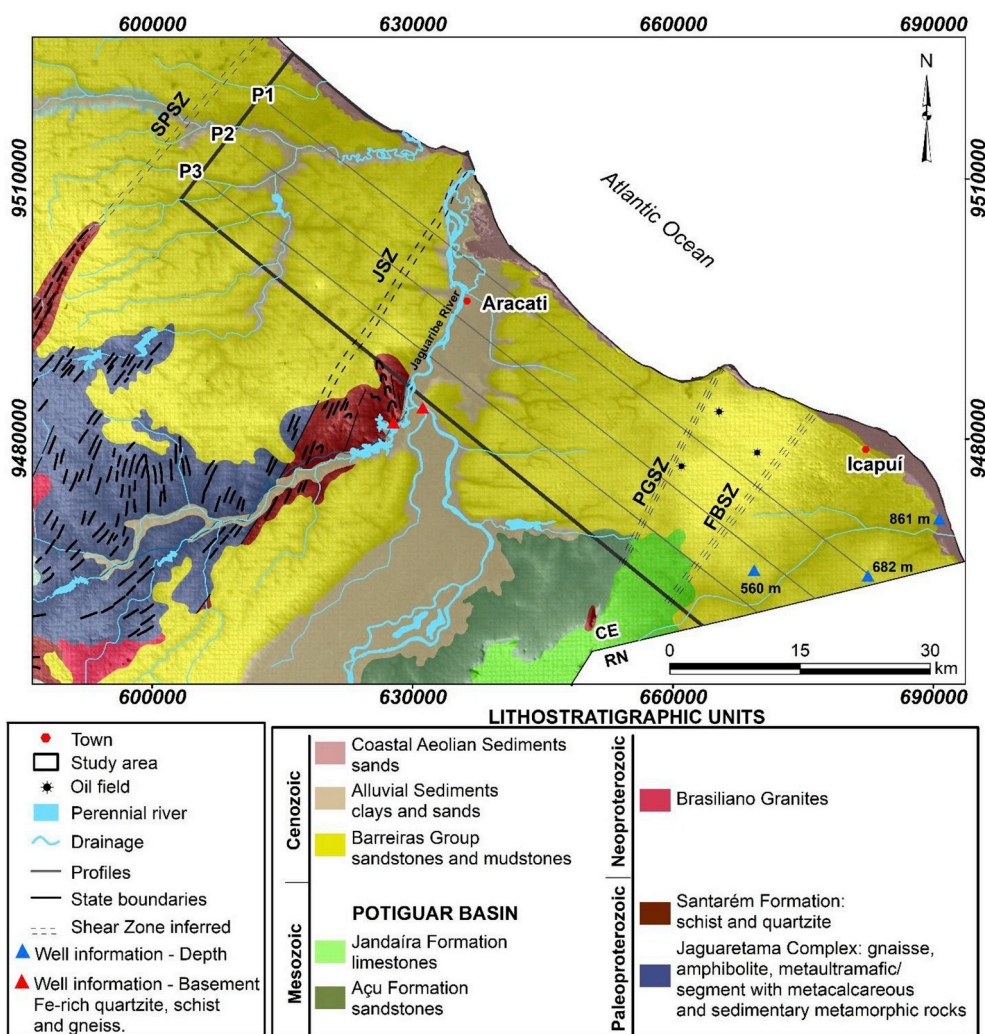 600000
630000
660000
690000
N
SPSZ
P1
P2
P3
9510000
9510000
Atlantic Ocean
JSZ
Jaguaribe River
Aracati
9480000
9480000
PGSZ
FBSZ
Icapuí
861 m
682 m
560 m
CE
RN
0 15 30
km
600000
630000
660000
690000
LITHOSTRATIGRAPHIC UNITS
Town
Study area
Oil field
Perennial river
Drainage
Profiles
State boundaries
Shear Zone inferred
Well information - Depth
Well information - Basement
Fe-rich quartzite, schist
and gneiss.
Cenozoic
Coastal Aeolian Sediments
sands
Alluvial Sediments
clays and sands
Barreiras Group
sandstones and mudstones
Mesozoic
POTIGUAR BASIN
Jandaíra Formation
limestones
Açu Formation
sandstones
Neoproterozoic
Brasiliano Granites
Paleoproterozoic
Santarém Formation:
schist and quartzite
Jaguaretama Complex: gnaisse,
amphibolite, metaultramafic/
segment with metacalcareous
and sedimentary metamorphic rocks